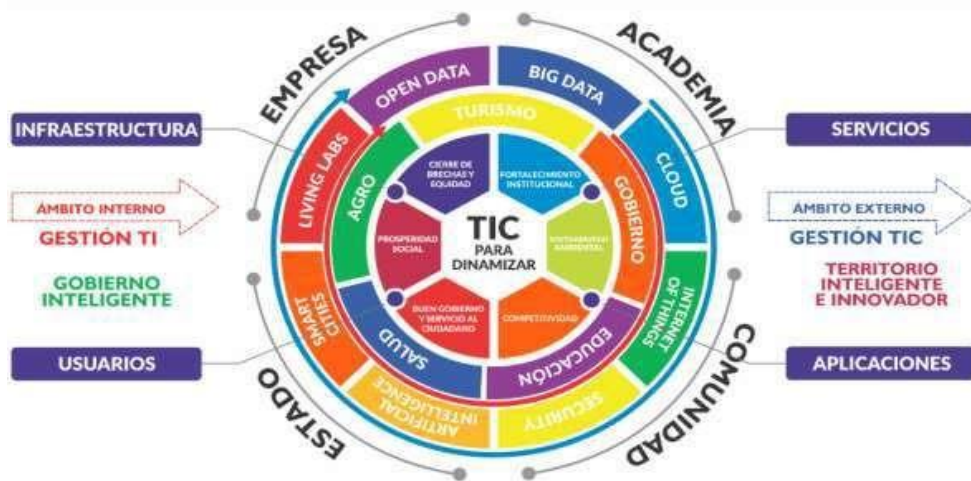 EMPRESA
ACADEMIA
INFRAESTRUCTURA
SERVICIOS
OPEN DATA
BIG DATA
LIVING LABS
CLOUD
TURISMO
AGRO
GOBIERNO
CIERRE DE
BRECHAS Y
EQUIDAD
FORTALECIMIENTO
INSTITUCIONAL
ÁMBITO INTERNO
GESTIÓN TI
GOBIERNO
INTELIGENTE
PROSPERIDAD
SOCIAL
TIC
PARA
DINAMIZAR
AMBIENTAL
ÁMBITO EXTERNO
GESTIÓN TIC
TERRITORIO
INTELIGENTE
E INNOVADOR
BUEN GOBIERNO
Y SERVICIO AL
CIUDADANO
COMPETITIVIDAD
SMART
CITIES
SALUD
EDUCACIÓN
INTERNET
OF THINGS
ARTIFICIAL
INTELLIGENCE
SECURITY
USUARIOS
APLICACIONES
ESTADO
COMUNIDAD